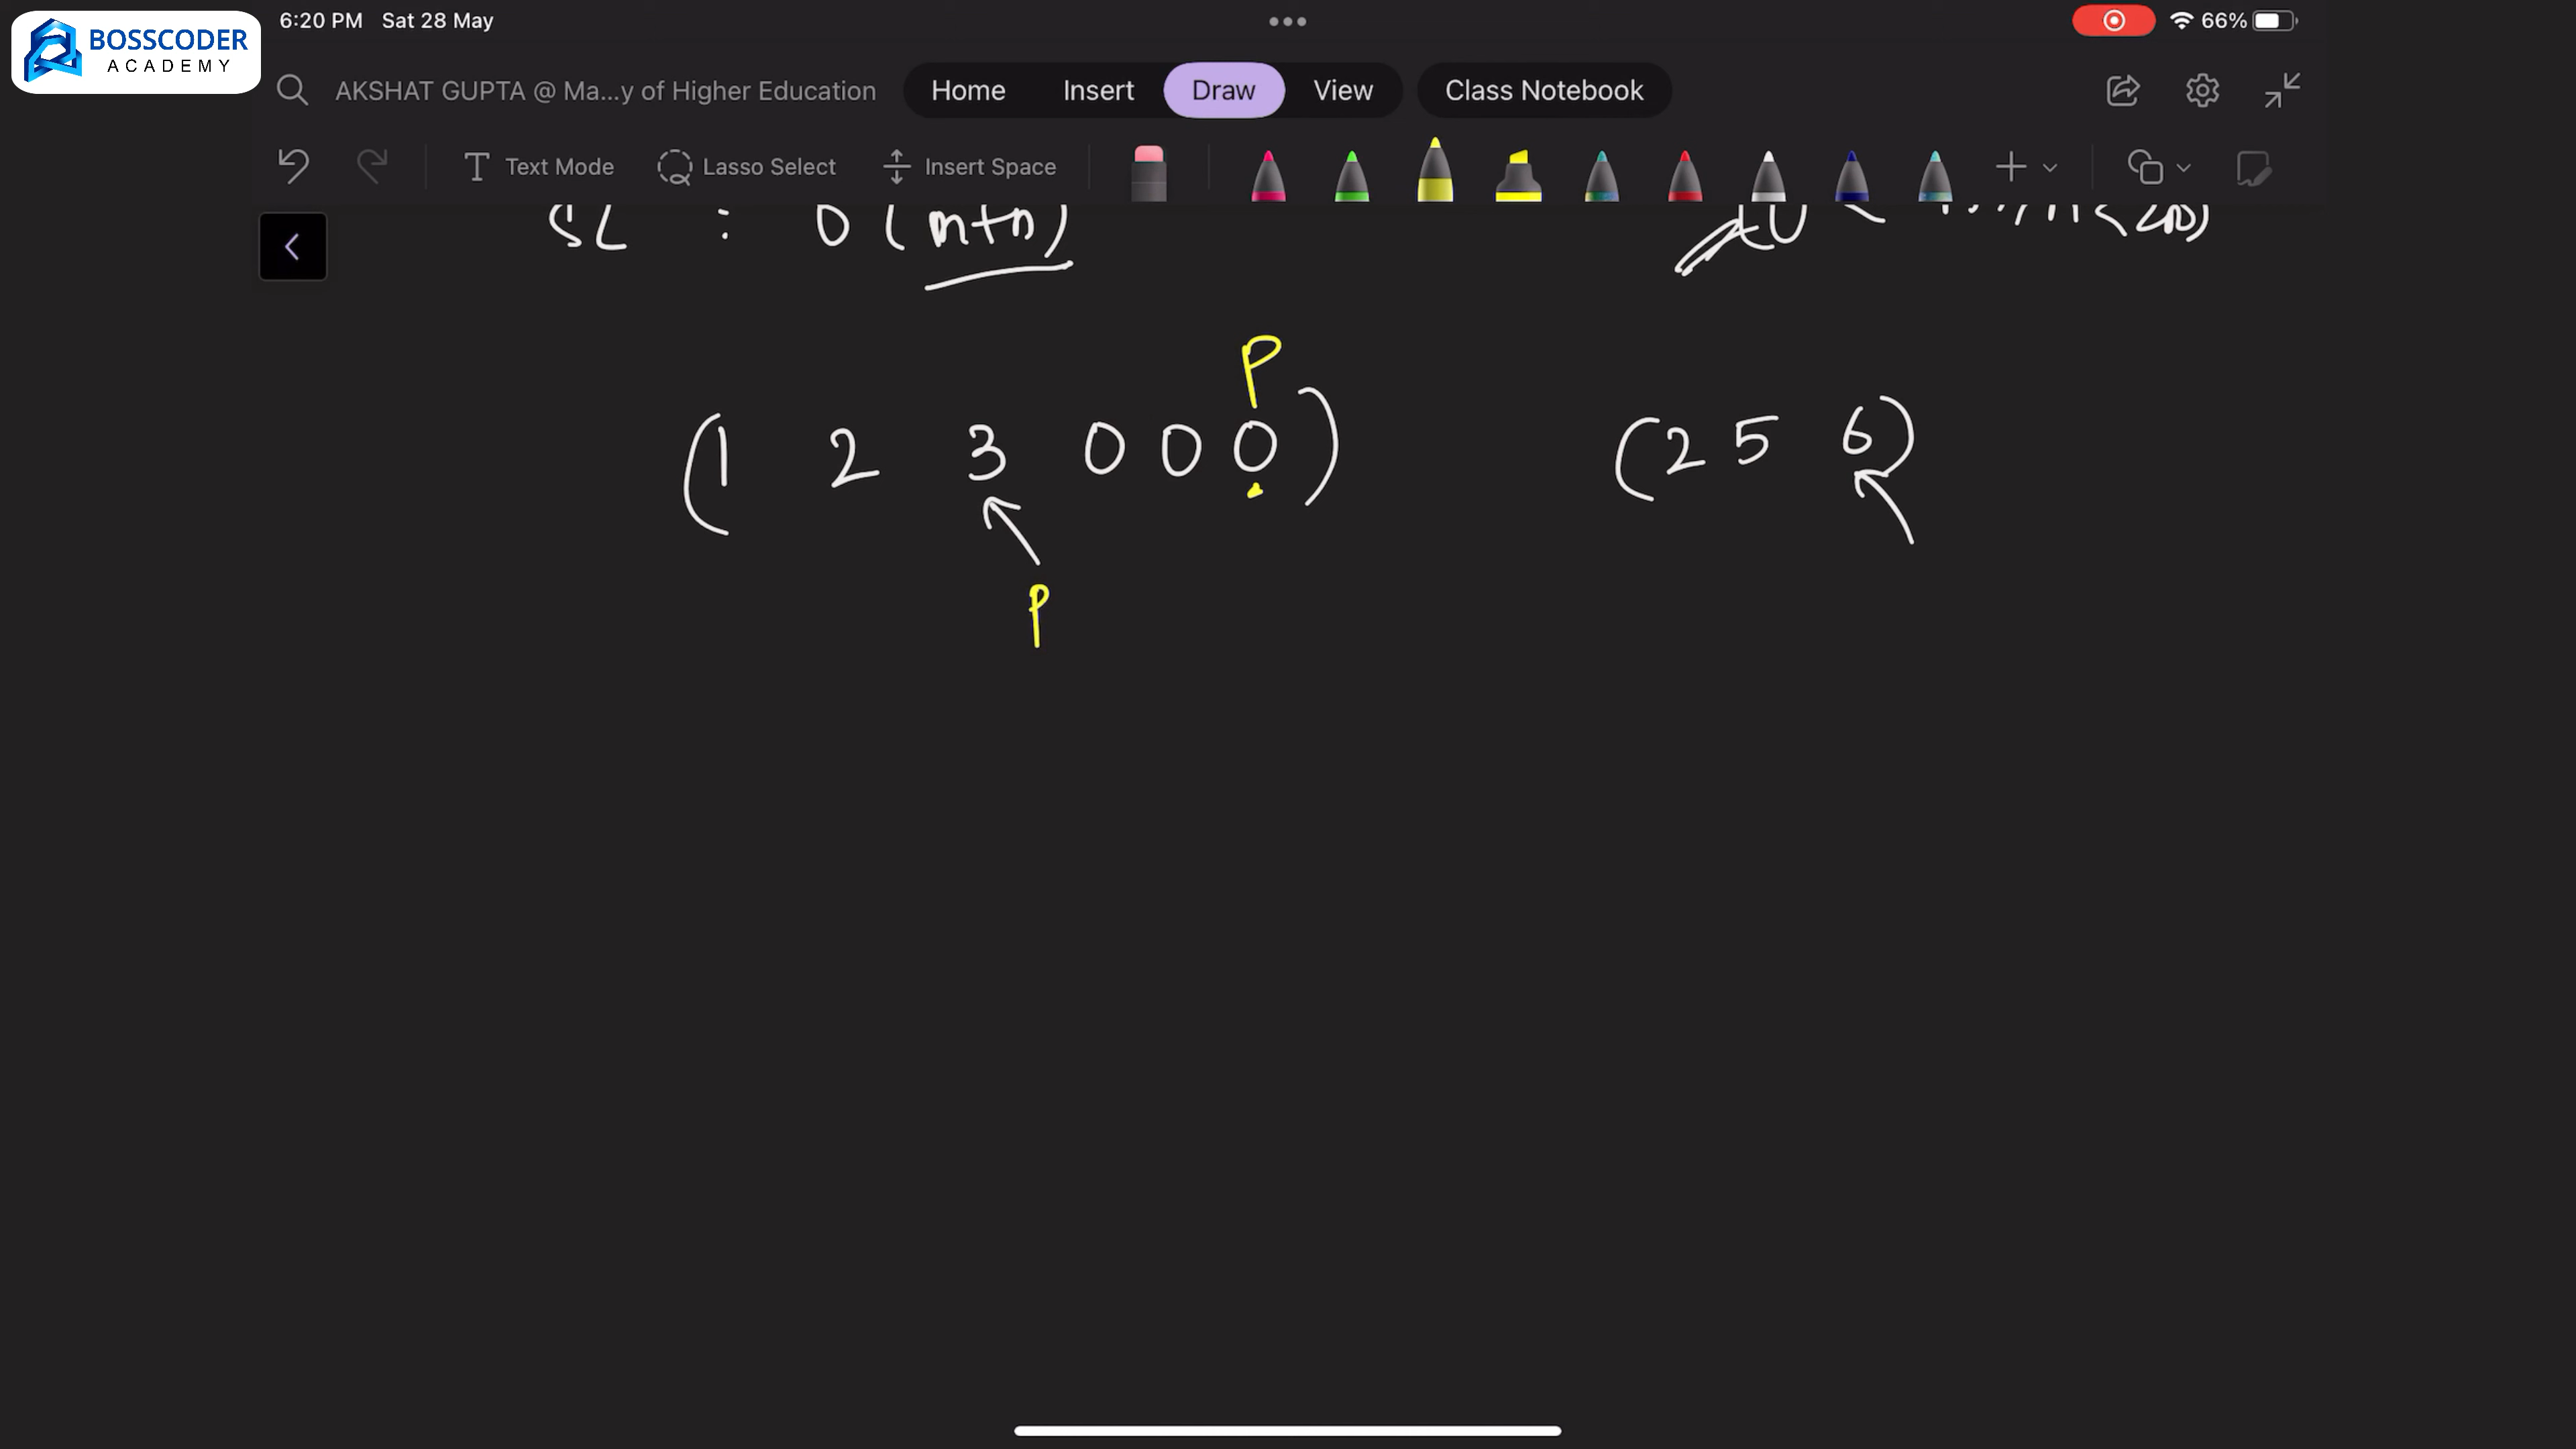 BOSSCODER
ACADEMY
6:20 PM Sat 28 May
66%
AKSHAT GUPTA @ Ma...y of Higher Education
Home Insert Draw View Class Notebook
Text Mode Lasso Select Insert Space
SC : O(m+n)
P
(1 2 3 0 0 0) (2 5 6)
P